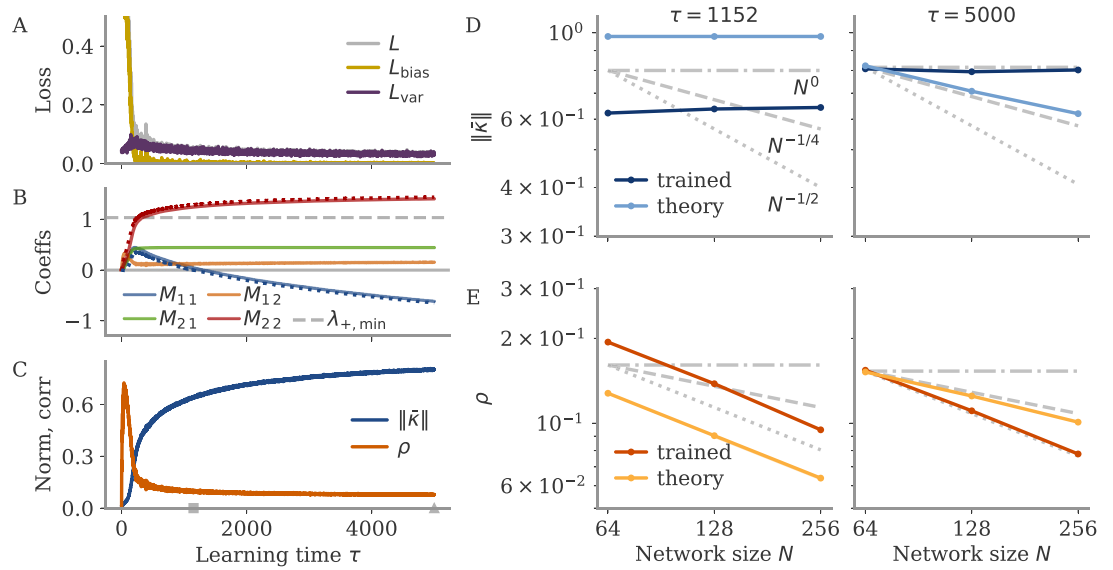 A
Loss
0.4
0.2
0.0
L
L_bias
L_var
B
Coeffs
1
0
−1
M_11
M_12
M_21
M_22
λ_+, min
C
Norm, corr
0.6
0.3
0.0
‖κ̄‖
ρ
0
2000
4000
Learning time τ
D
τ = 1152
τ = 5000
‖κ̄‖
10^0
6 × 10^−1
4 × 10^−1
3 × 10^−1
N^0
N^−1/4
N^−1/2
trained
theory
E
ρ
3 × 10^−1
2 × 10^−1
10^−1
6 × 10^−2
trained
theory
64
128
256
64
128
256
Network size N
Network size N